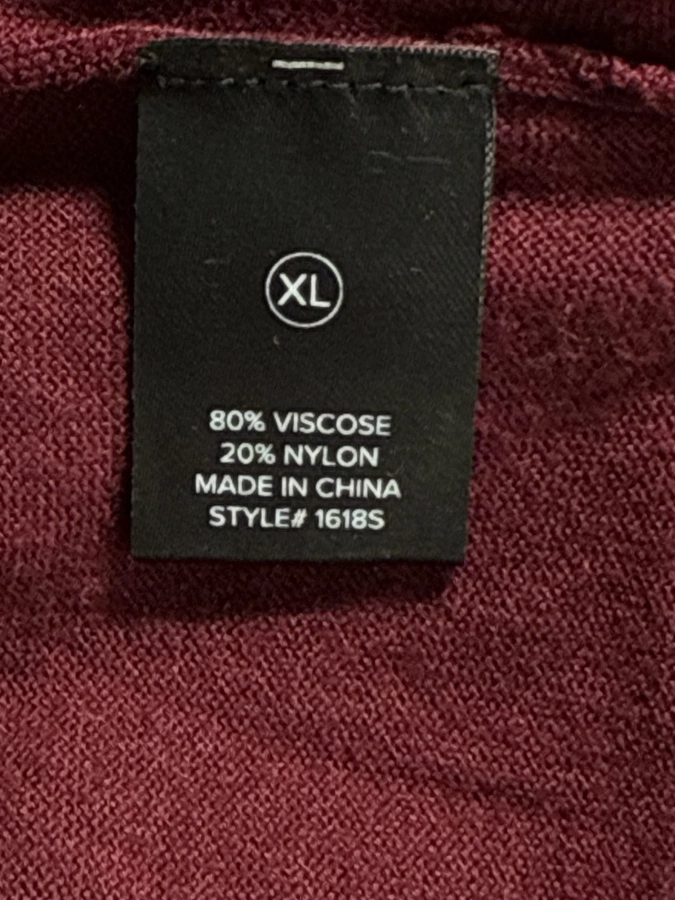 XL
80% VISCOSE
20% NYLON
MADE IN CHINA
STYLE# 1618S